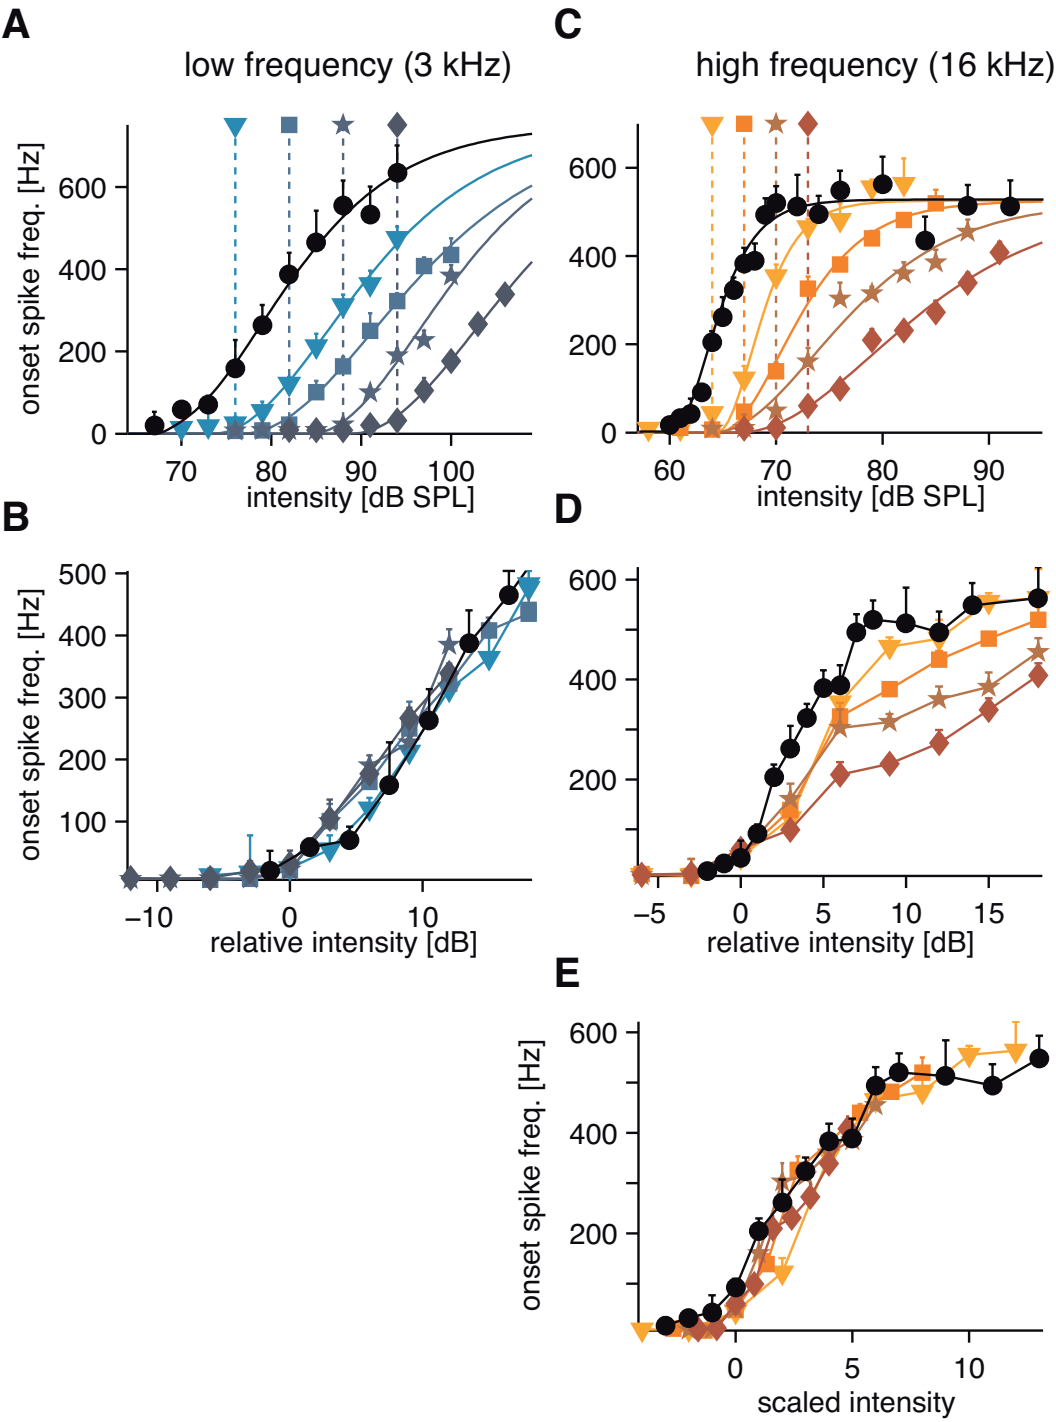 A
low frequency (3 kHz)
onset spike freq. [Hz]
600
400
200
0
70 80 90 100
intensity [dB SPL]
C
high frequency (16 kHz)
600
400
200
0
60 70 80 90
intensity [dB SPL]
B
onset spike freq. [Hz]
500
400
300
200
100
−10 0 10
relative intensity [dB]
D
600
400
200
−5 0 5 10 15
relative intensity [dB]
E
onset spike freq. [Hz]
600
400
200
0 5 10
scaled intensity